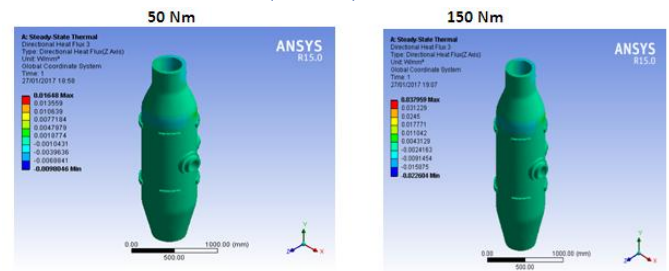 50 Nm
A: Steady-State Thermal
Directional Heat Flux 3
Type: Directional Heat Flux(Z Axis)
Unit: W/mm²
Global Coordinate System
Time: 1
27/01/2017 18:58
0.01648 Max
0.013559
0.010639
0.0077184
0.0047979
0.0018774
-0.0010431
-0.0039636
-0.0068841
-0.0098046 Min
ANSYS
R15.0
0.00
1000.00 (mm)
500.00
Y
Z
X
150 Nm
A: Steady-State Thermal
Directional Heat Flux 3
Type: Directional Heat Flux(Z Axis)
Unit: W/mm²
Global Coordinate System
Time: 1
27/01/2017 19:07
0.037959 Max
0.031229
0.0245
0.017771
0.011042
0.0043129
-0.0024163
-0.0091454
-0.015875
-0.022604 Min
ANSYS
R15.0
0.00
1000.00 (mm)
500.00
Y
Z
X